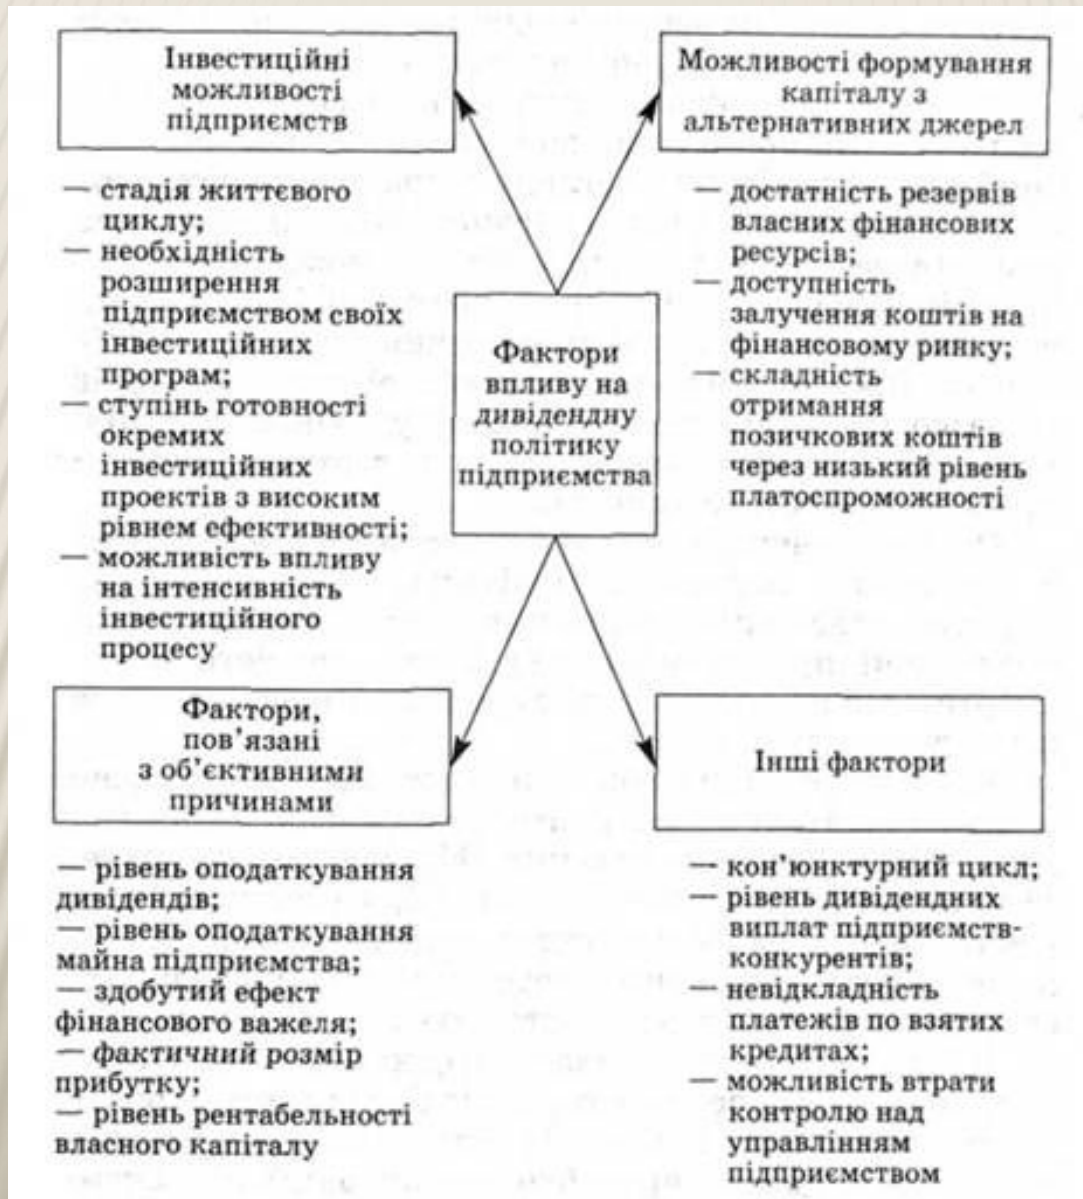 Інвестиційні
можливості
підприємств
Можливості формування
капіталу з
альтернативних джерел
— стадія життєвого
циклу;
— необхідність
розширення
підприємством своїх
інвестиційних
програм;
— ступінь готовності
окремих
інвестиційних
проектів з високим
рівнем ефективності;
— можливість впливу
на інтенсивність
інвестиційного
процесу
— достатність резервів
власних фінансових
ресурсів;
— доступність
залучення коштів на
фінансовому ринку;
— складність
отримання
позичкових коштів
через низький рівень
платоспроможності
Фактори
впливу на
дивідендну
політику
підприємства
Фактори,
пов’язані
з об’єктивними
причинами
Інші фактори
— рівень оподаткування
дивідендів;
— рівень оподаткування
майна підприємства;
— здобутий ефект
фінансового важеля;
— фактичний розмір
прибутку;
— рівень рентабельності
власного капіталу
— кон’юнктурний цикл;
— рівень дивідендних
виплат підприємств-
конкурентів;
— невідкладність
платежів по взятих
кредитах;
— можливість втрати
контролю над
управлінням
підприємством